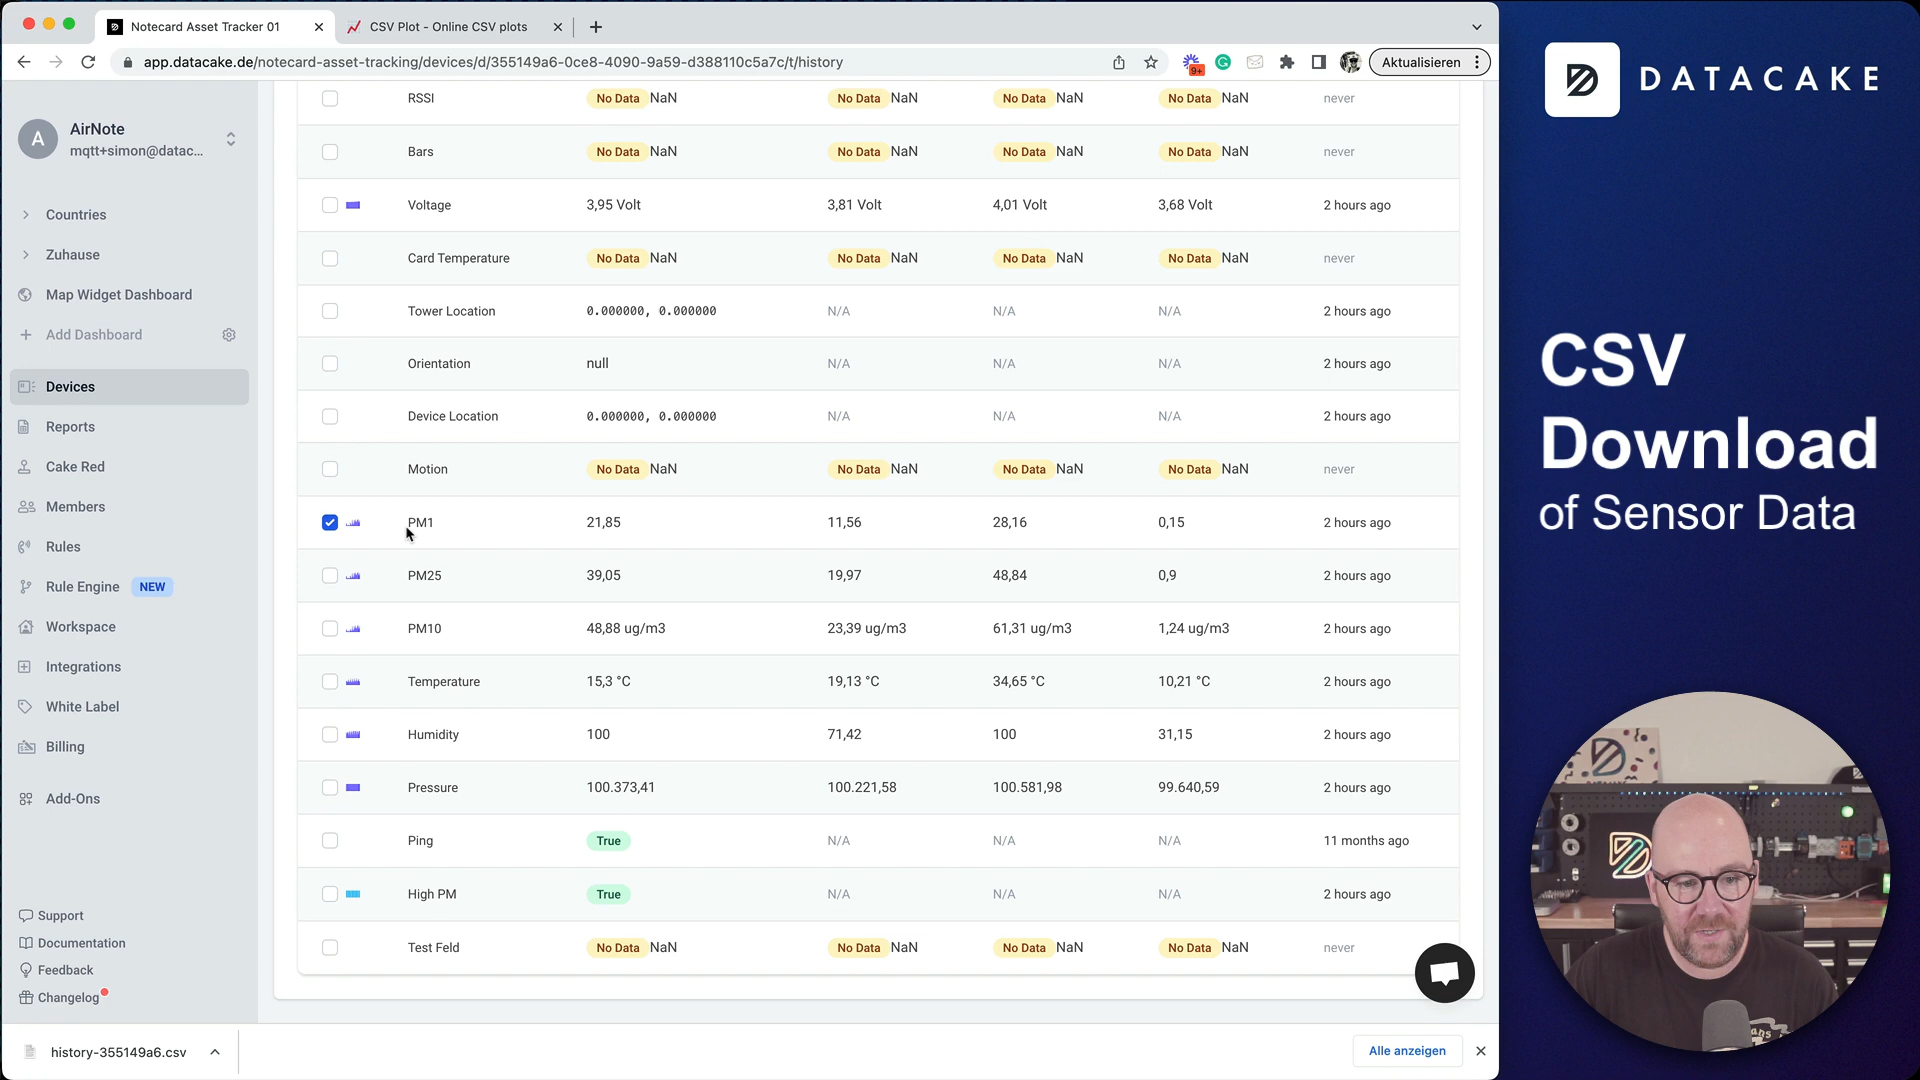 Notecard Asset Tracker 01
CSV Plot - Online CSV plots
app.datacake.de/notecard-asset-tracking/devices/d/355149a6-0ce8-4090-9a59-d388110c5a7c/t/history
9+
Aktualisieren
A
AirNote
mqtt+simon@datac...
Countries
Zuhause
Map Widget Dashboard
Add Dashboard
Devices
Reports
Cake Red
Members
Rules
Rule Engine NEW
Workspace
Integrations
White Label
Billing
Add-Ons
Support
Documentation
Feedback
Changelog
RSSI No Data NaN No Data NaN No Data NaN No Data NaN never
Bars No Data NaN No Data NaN No Data NaN No Data NaN never
Voltage 3,95 Volt 3,81 Volt 4,01 Volt 3,68 Volt 2 hours ago
Card Temperature No Data NaN No Data NaN No Data NaN No Data NaN never
Tower Location 0.000000, 0.000000 N/A N/A N/A 2 hours ago
Orientation null N/A N/A N/A 2 hours ago
Device Location 0.000000, 0.000000 N/A N/A N/A 2 hours ago
Motion No Data NaN No Data NaN No Data NaN No Data NaN never
PM1 21,85 11,56 28,16 0,15 2 hours ago
PM25 39,05 19,97 48,84 0,9 2 hours ago
PM10 48,88 ug/m3 23,39 ug/m3 61,31 ug/m3 1,24 ug/m3 2 hours ago
Temperature 15,3 °C 19,13 °C 34,65 °C 10,21 °C 2 hours ago
Humidity 100 71,42 100 31,15 2 hours ago
Pressure 100.373,41 100.221,58 100.581,98 99.640,59 2 hours ago
Ping True N/A N/A N/A 11 months ago
High PM True N/A N/A N/A 2 hours ago
Test Feld No Data NaN No Data NaN No Data NaN No Data NaN never
history-355149a6.csv
Alle anzeigen
DATACAKE
CSV
Download
of Sensor Data